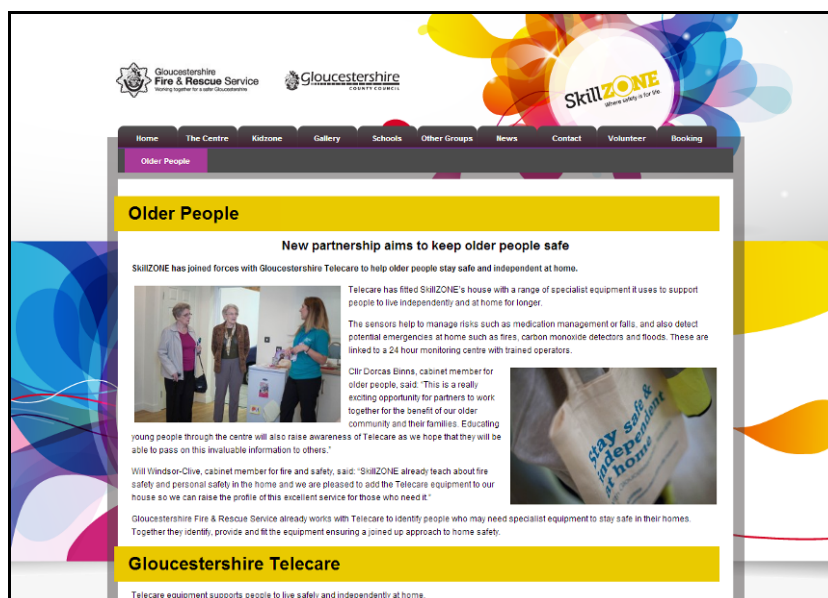 Gloucestershire
Fire & Rescue Service
Working together for a safer Gloucestershire
Gloucestershire
COUNTY COUNCIL
SkillZONE
Where safety is for life
Home The Centre Kidzone Gallery Schools Other Groups News Contact Volunteer Booking
Older People
Older People
New partnership aims to keep older people safe
SkillZONE has joined forces with Gloucestershire Telecare to help older people stay safe and independent at home.
Telecare has fitted SkillZONE's house with a range of specialist equipment it uses to support
people to live independently and at home for longer.
The sensors help to manage risks such as medication management or falls, and also detect
potential emergencies at home such as fires, carbon monoxide detectors and floods. These are
linked to a 24 hour monitoring centre with trained operators.
Cllr Dorcas Binns, cabinet member for
older people, said: "This is a really
exciting opportunity for partners to work
together for the benefit of our older
community and their families. Educating
young people through the centre will also raise awareness of Telecare as we hope that they will be
able to pass on this invaluable information to others."
stay safe &
independent
at home
Will Windsor-Clive, cabinet member for fire and safety, said: "SkillZONE already teach about fire
safety and personal safety in the home and we are pleased to add the Telecare equipment to our
house so we can raise the profile of this excellent service for those who need it."
Gloucestershire Fire & Rescue Service already works with Telecare to identify people who may need specialist equipment to stay safe in their homes.
Together they identify, provide and fit the equipment ensuring a joined up approach to home safety.
Gloucestershire Telecare
Telecare equipment supports people to live safely and independently at home.